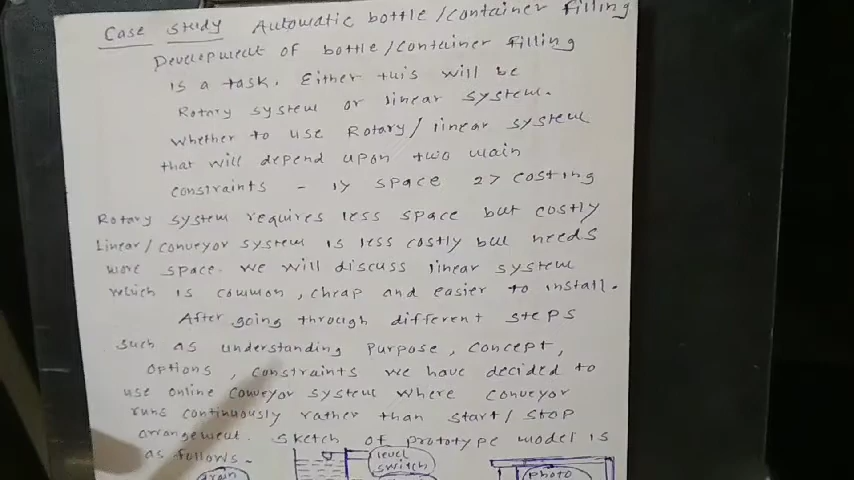 Case study Automatic bottle/container filling
Development of bottle/container filling
is a task. Either this will be
Rotary system or linear system.
Whether to use Rotary/linear system
that will depend upon two main
constraints - 1> space 2> costing
Rotary system requires less space but costly
Linear/conveyor system is less costly but needs
more space. We will discuss linear system
which is common, cheap and easier to install.
After going through different steps
such as understanding Purpose, concept,
options, constraints we have decided to
use online conveyor system where conveyor
runs continuously rather than start/stop
arrangement. Sketch of prototype model is
as follows.
drain level switch photo